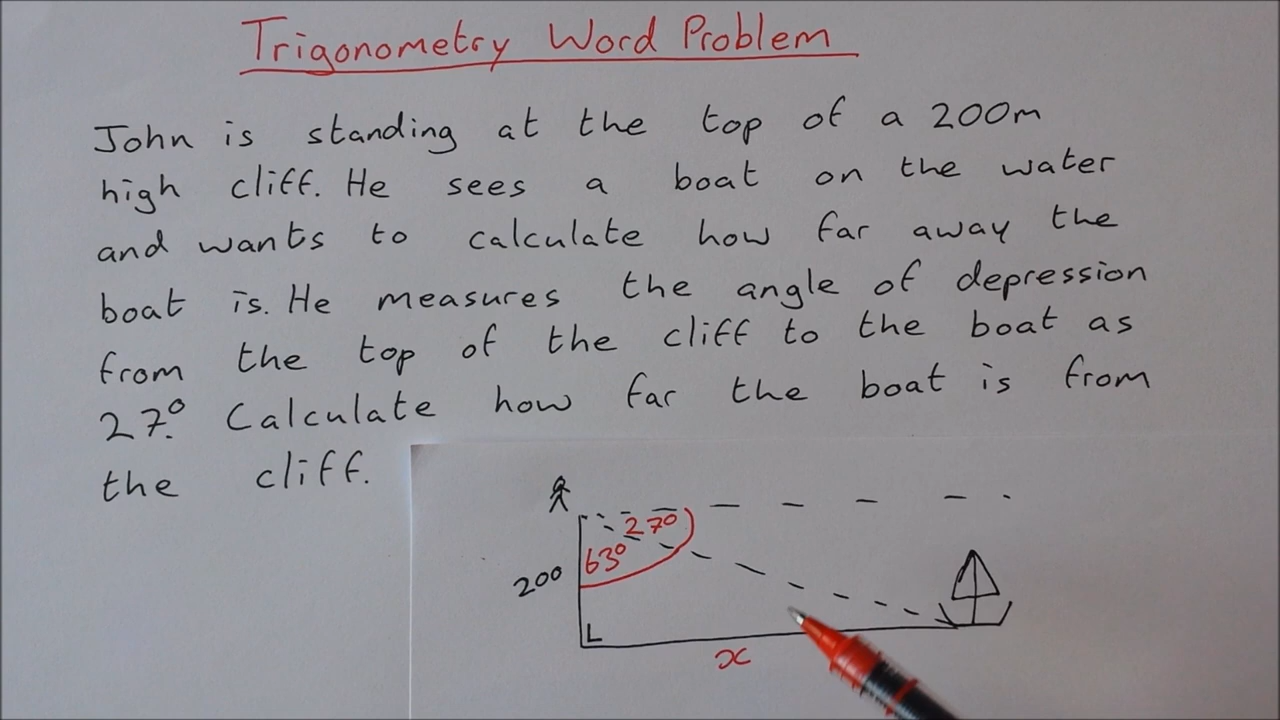 Trigonometry Word Problem
John is standing at the top of a 200m
high cliff. He sees a boat on the water
and wants to calculate how far away the
boat is. He measures the angle of depression
from the top of the cliff to the boat as
27°. Calculate how far the boat is from
the cliff.
27°
63°
200
x